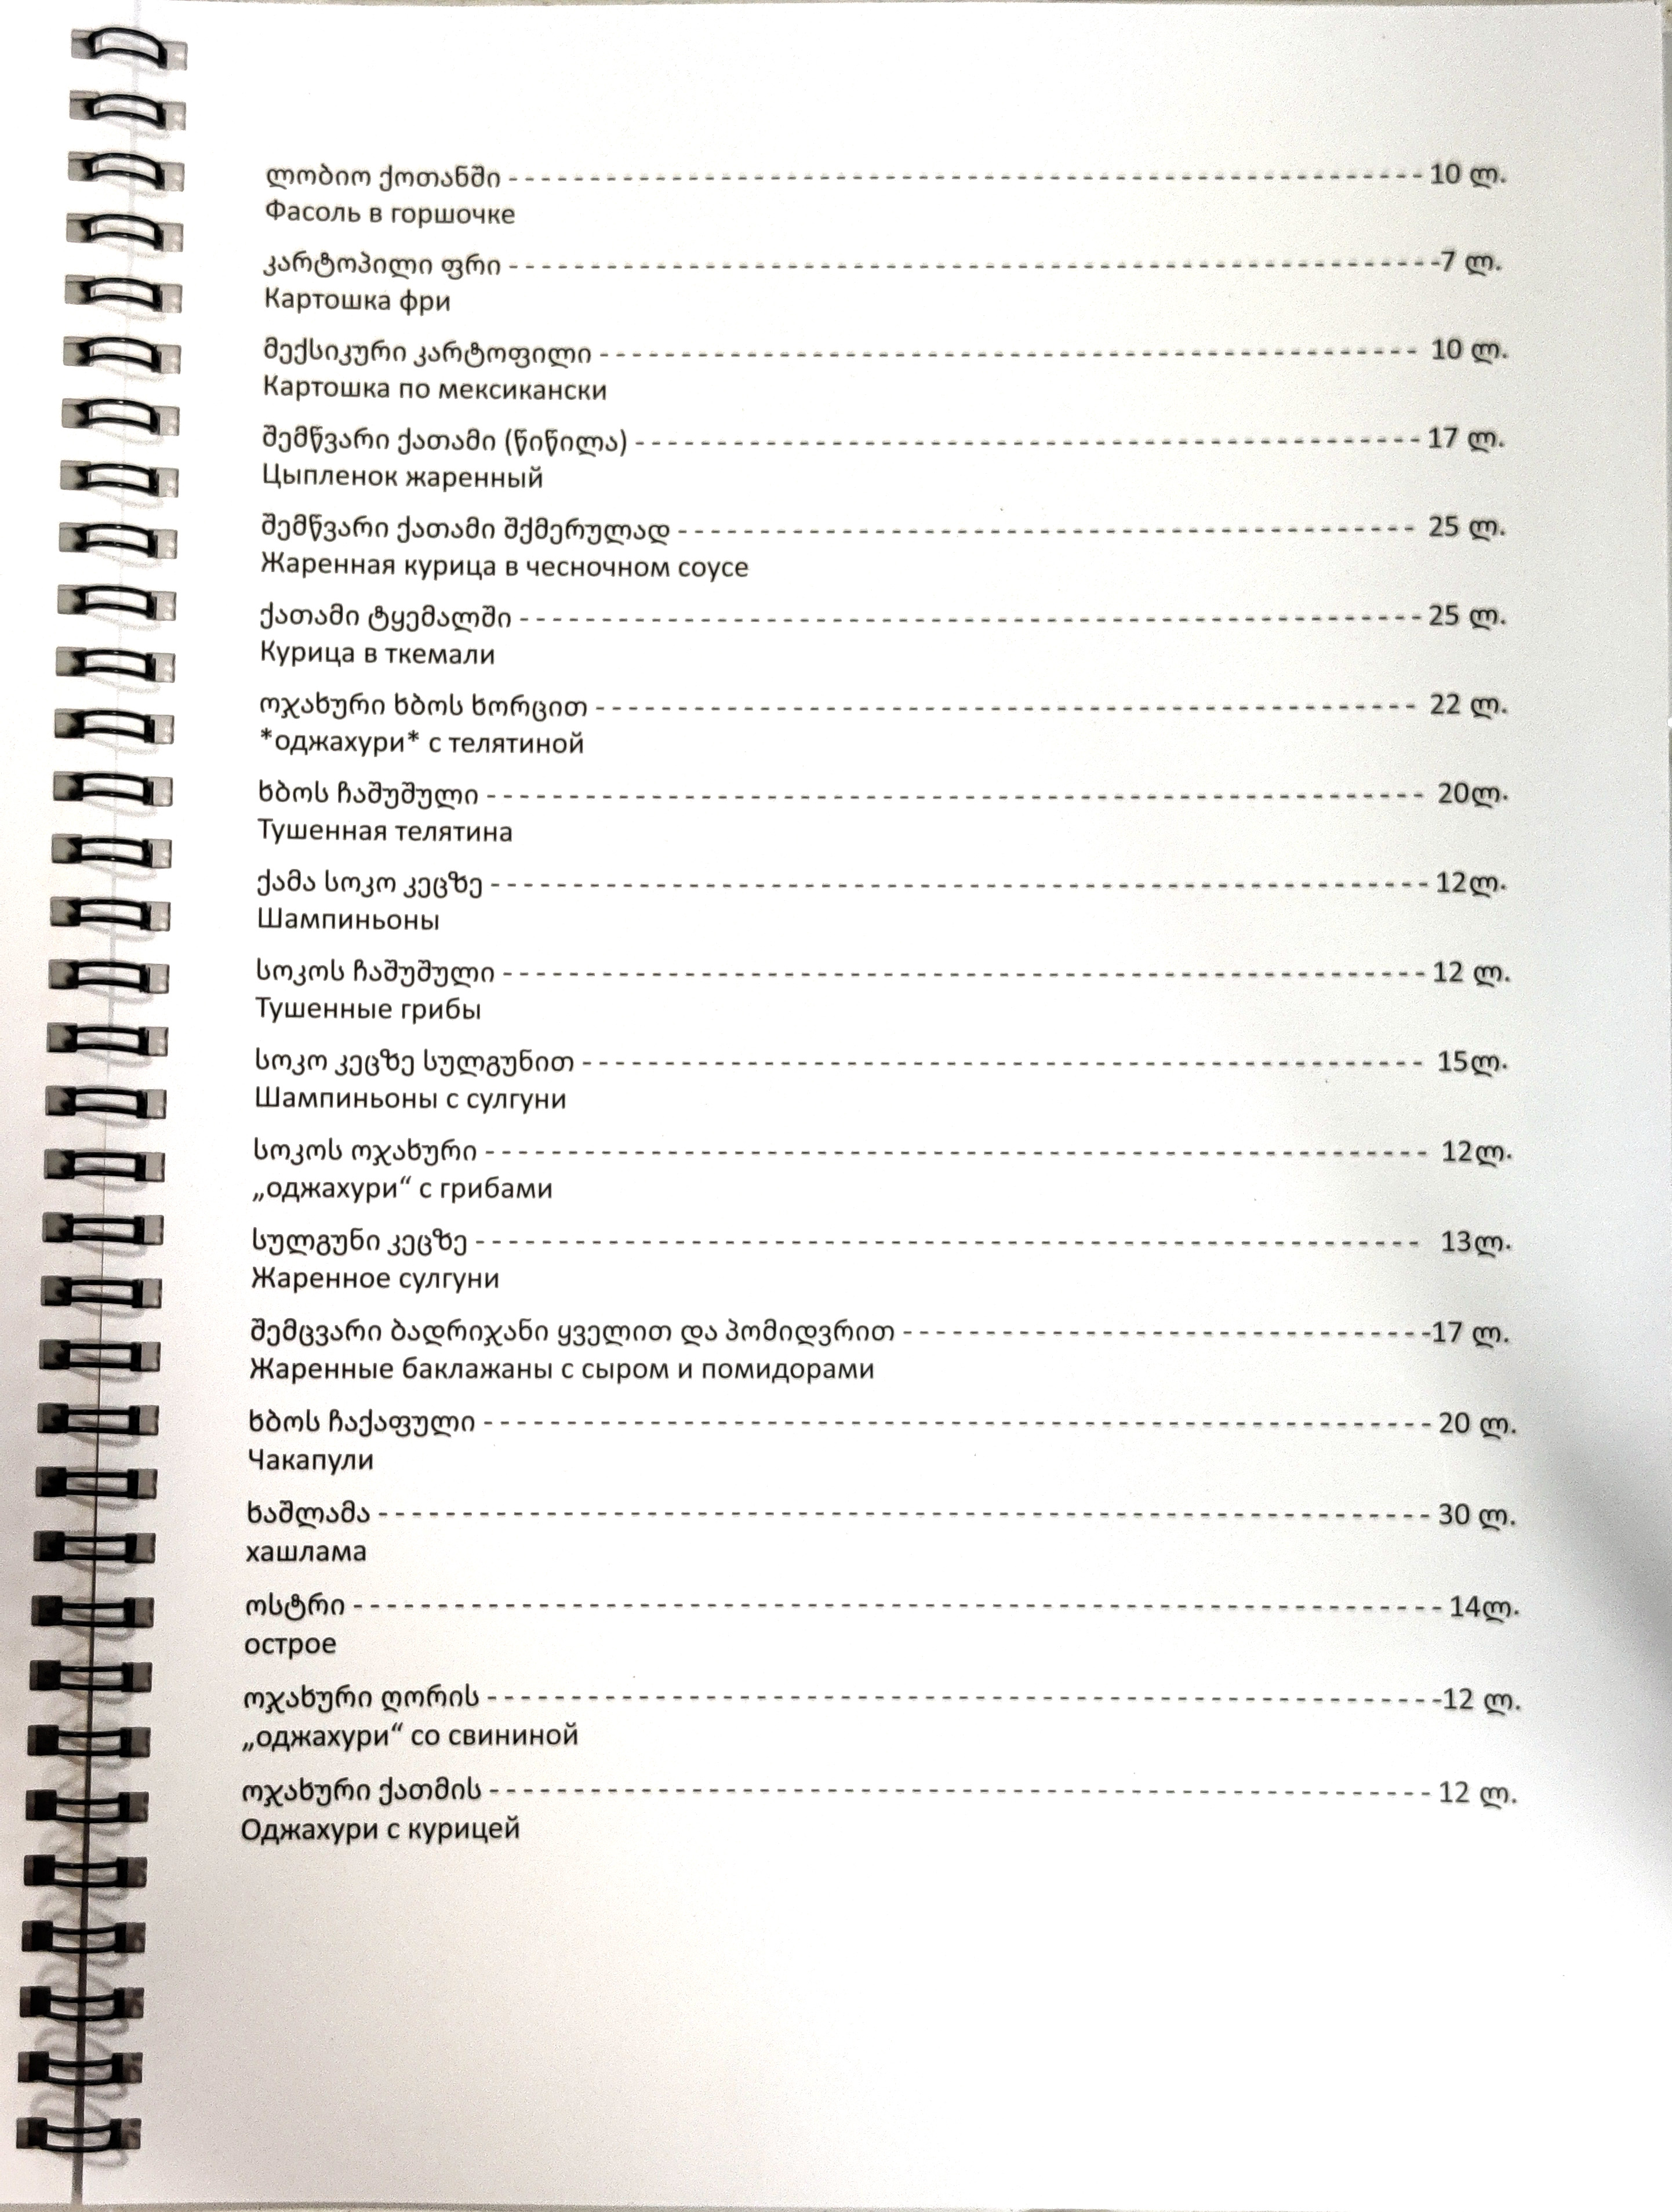 ლობიო ქოთანში - - - - - - - - - - - - - - - - - - - - - - - - - - - - - - 10 ლ.
Фасоль в горшочке
კარტოპილი ფრი - - - - - - - - - - - - - - - - - - - - - - - - - - - - - -7 ლ.
Картошка фри
მექსიკური კარტოფილი - - - - - - - - - - - - - - - - - - - - - - - - - - 10 ლ.
Картошка по мексикански
შემწვარი ქათამი (წიწილა) - - - - - - - - - - - - - - - - - - - - - - - - - 17 ლ.
Цыпленок жаренный
შემწვარი ქათამი შქმერულად - - - - - - - - - - - - - - - - - - - - - - - 25 ლ.
Жаренная курица в чесночном соусе
ქათამი ტყემალში - - - - - - - - - - - - - - - - - - - - - - - - - - - - - 25 ლ.
Курица в ткемали
ოჯახური ხბოს ხორცით - - - - - - - - - - - - - - - - - - - - - - - - - - 22 ლ.
*оджахури* с телятиной
ხბოს ჩაშუშული - - - - - - - - - - - - - - - - - - - - - - - - - - - - - - 20ლ.
Тушенная телятина
ქამა სოკო კეცზე - - - - - - - - - - - - - - - - - - - - - - - - - - - - - - 12ლ.
Шампиньоны
სოკოს ჩაშუშული - - - - - - - - - - - - - - - - - - - - - - - - - - - - - 12 ლ.
Тушенные грибы
სოკო კეცზე სულგუნით - - - - - - - - - - - - - - - - - - - - - - - - - - 15ლ.
Шампиньоны с сулгуни
სოკოს ოჯახური - - - - - - - - - - - - - - - - - - - - - - - - - - - - - - 12ლ.
„оджахури“ с грибами
სულგუნი კეცზე - - - - - - - - - - - - - - - - - - - - - - - - - - - - - - 13ლ.
Жаренное сулгуни
შემცვარი ბადრიჯანი ყველით და პომიდვრით - - - - - - - - - - - - - - - - -17 ლ.
Жаренные баклажаны с сыром и помидорами
ხბოს ჩაქაფული - - - - - - - - - - - - - - - - - - - - - - - - - - - - - - 20 ლ.
Чакапули
ხაშლამა - - - - - - - - - - - - - - - - - - - - - - - - - - - - - - - - - 30 ლ.
хашлама
ოსტრი - - - - - - - - - - - - - - - - - - - - - - - - - - - - - - - - - - 14ლ.
острое
ოჯახური ღორის - - - - - - - - - - - - - - - - - - - - - - - - - - - - - -12 ლ.
„оджахури“ со свининой
ოჯახური ქათმის - - - - - - - - - - - - - - - - - - - - - - - - - - - - - - 12 ლ.
Оджахури с курицей